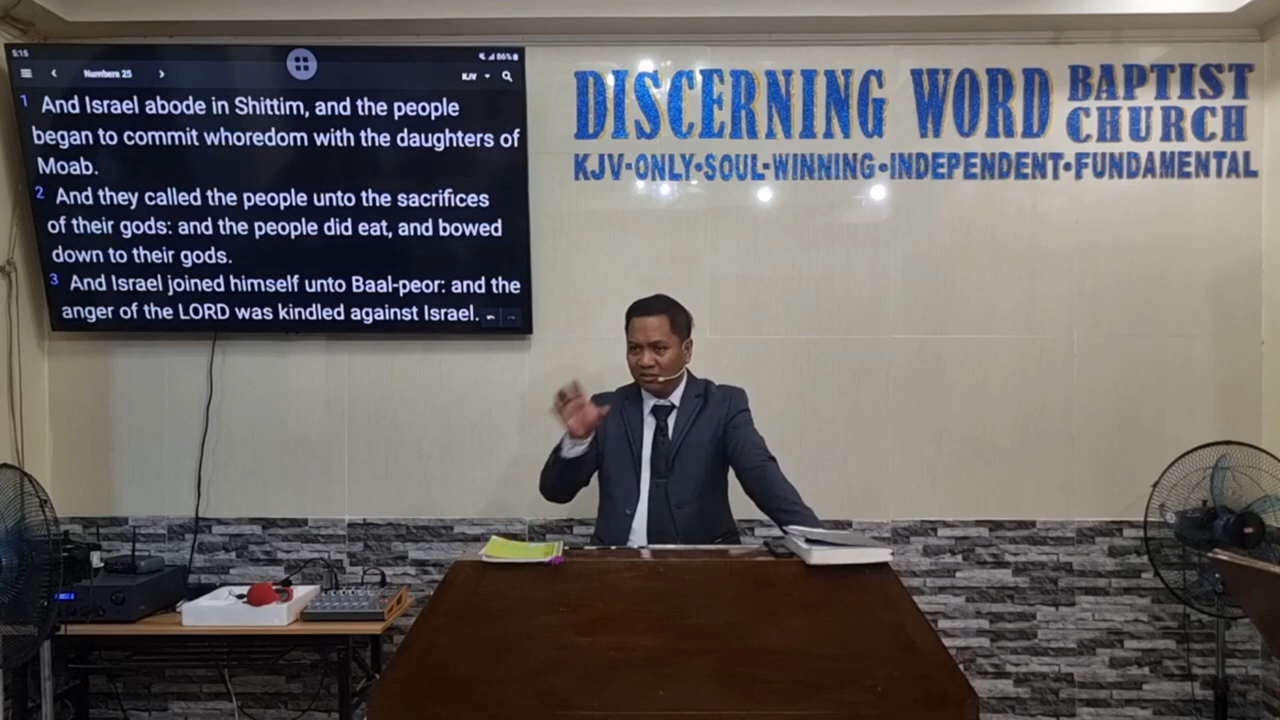 5:15
86%
Numbers 25
KJV
1 And Israel abode in Shittim, and the people
began to commit whoredom with the daughters of
Moab.
2 And they called the people unto the sacrifices
of their gods: and the people did eat, and bowed
down to their gods.
3 And Israel joined himself unto Baal-peor: and the
anger of the LORD was kindled against Israel.
DISCERNING WORD BAPTIST CHURCH
KJV-ONLY•SOUL-WINNING•INDEPENDENT•FUNDAMENTAL